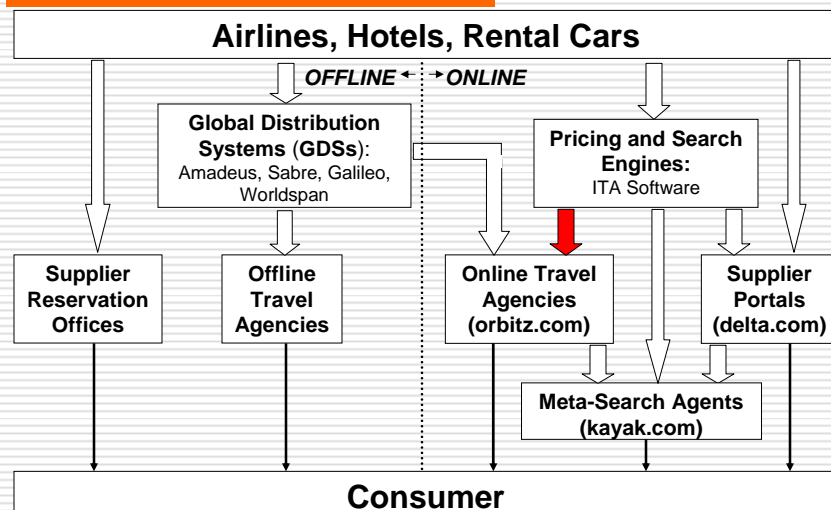 Airlines, Hotels, Rental Cars
OFFLINE
ONLINE
Global Distribution
Systems (GDSs):
Amadeus, Sabre, Galileo,
Worldspan
Pricing and Search
Engines:
ITA Software
Supplier
Reservation
Offices
Offline
Travel
Agencies
Online Travel
Agencies
(orbitz.com)
Supplier
Portals
(delta.com)
Meta-Search Agents
(kayak.com)
Consumer